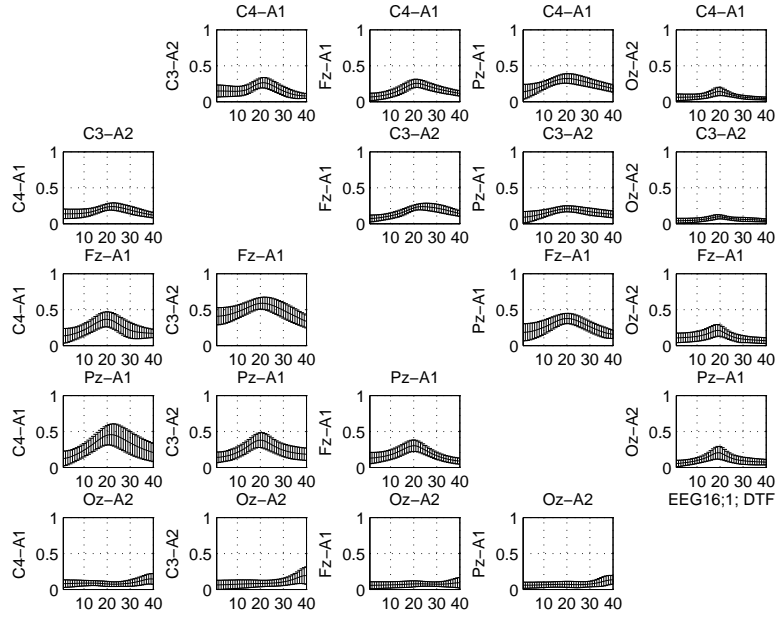 C4−A1 C4−A1 C4−A1 C4−A1
C3−A2 1 0.5 0 10 20 30 40 Fz−A1 1 0.5 0 10 20 30 40 Pz−A1 1 0.5 0 10 20 30 40 Oz−A2 1 0.5 0 10 20 30 40
C3−A2 C3−A2 C3−A2 C3−A2
C4−A1 1 0.5 0 10 20 30 40 Fz−A1 1 0.5 0 10 20 30 40 Pz−A1 1 0.5 0 10 20 30 40 Oz−A2 1 0.5 0 10 20 30 40
Fz−A1 Fz−A1 Fz−A1 Fz−A1
C4−A1 1 0.5 0 10 20 30 40 C3−A2 1 0.5 0 10 20 30 40 Pz−A1 1 0.5 0 10 20 30 40 Oz−A2 1 0.5 0 10 20 30 40
Pz−A1 Pz−A1 Pz−A1 Pz−A1
C4−A1 1 0.5 0 10 20 30 40 C3−A2 1 0.5 0 10 20 30 40 Fz−A1 1 0.5 0 10 20 30 40 Oz−A2 1 0.5 0 10 20 30 40
Oz−A2 Oz−A2 Oz−A2 Oz−A2 EEG16;1; DTF
C4−A1 1 0.5 0 10 20 30 40 C3−A2 1 0.5 0 10 20 30 40 Fz−A1 1 0.5 0 10 20 30 40 Pz−A1 1 0.5 0 10 20 30 40